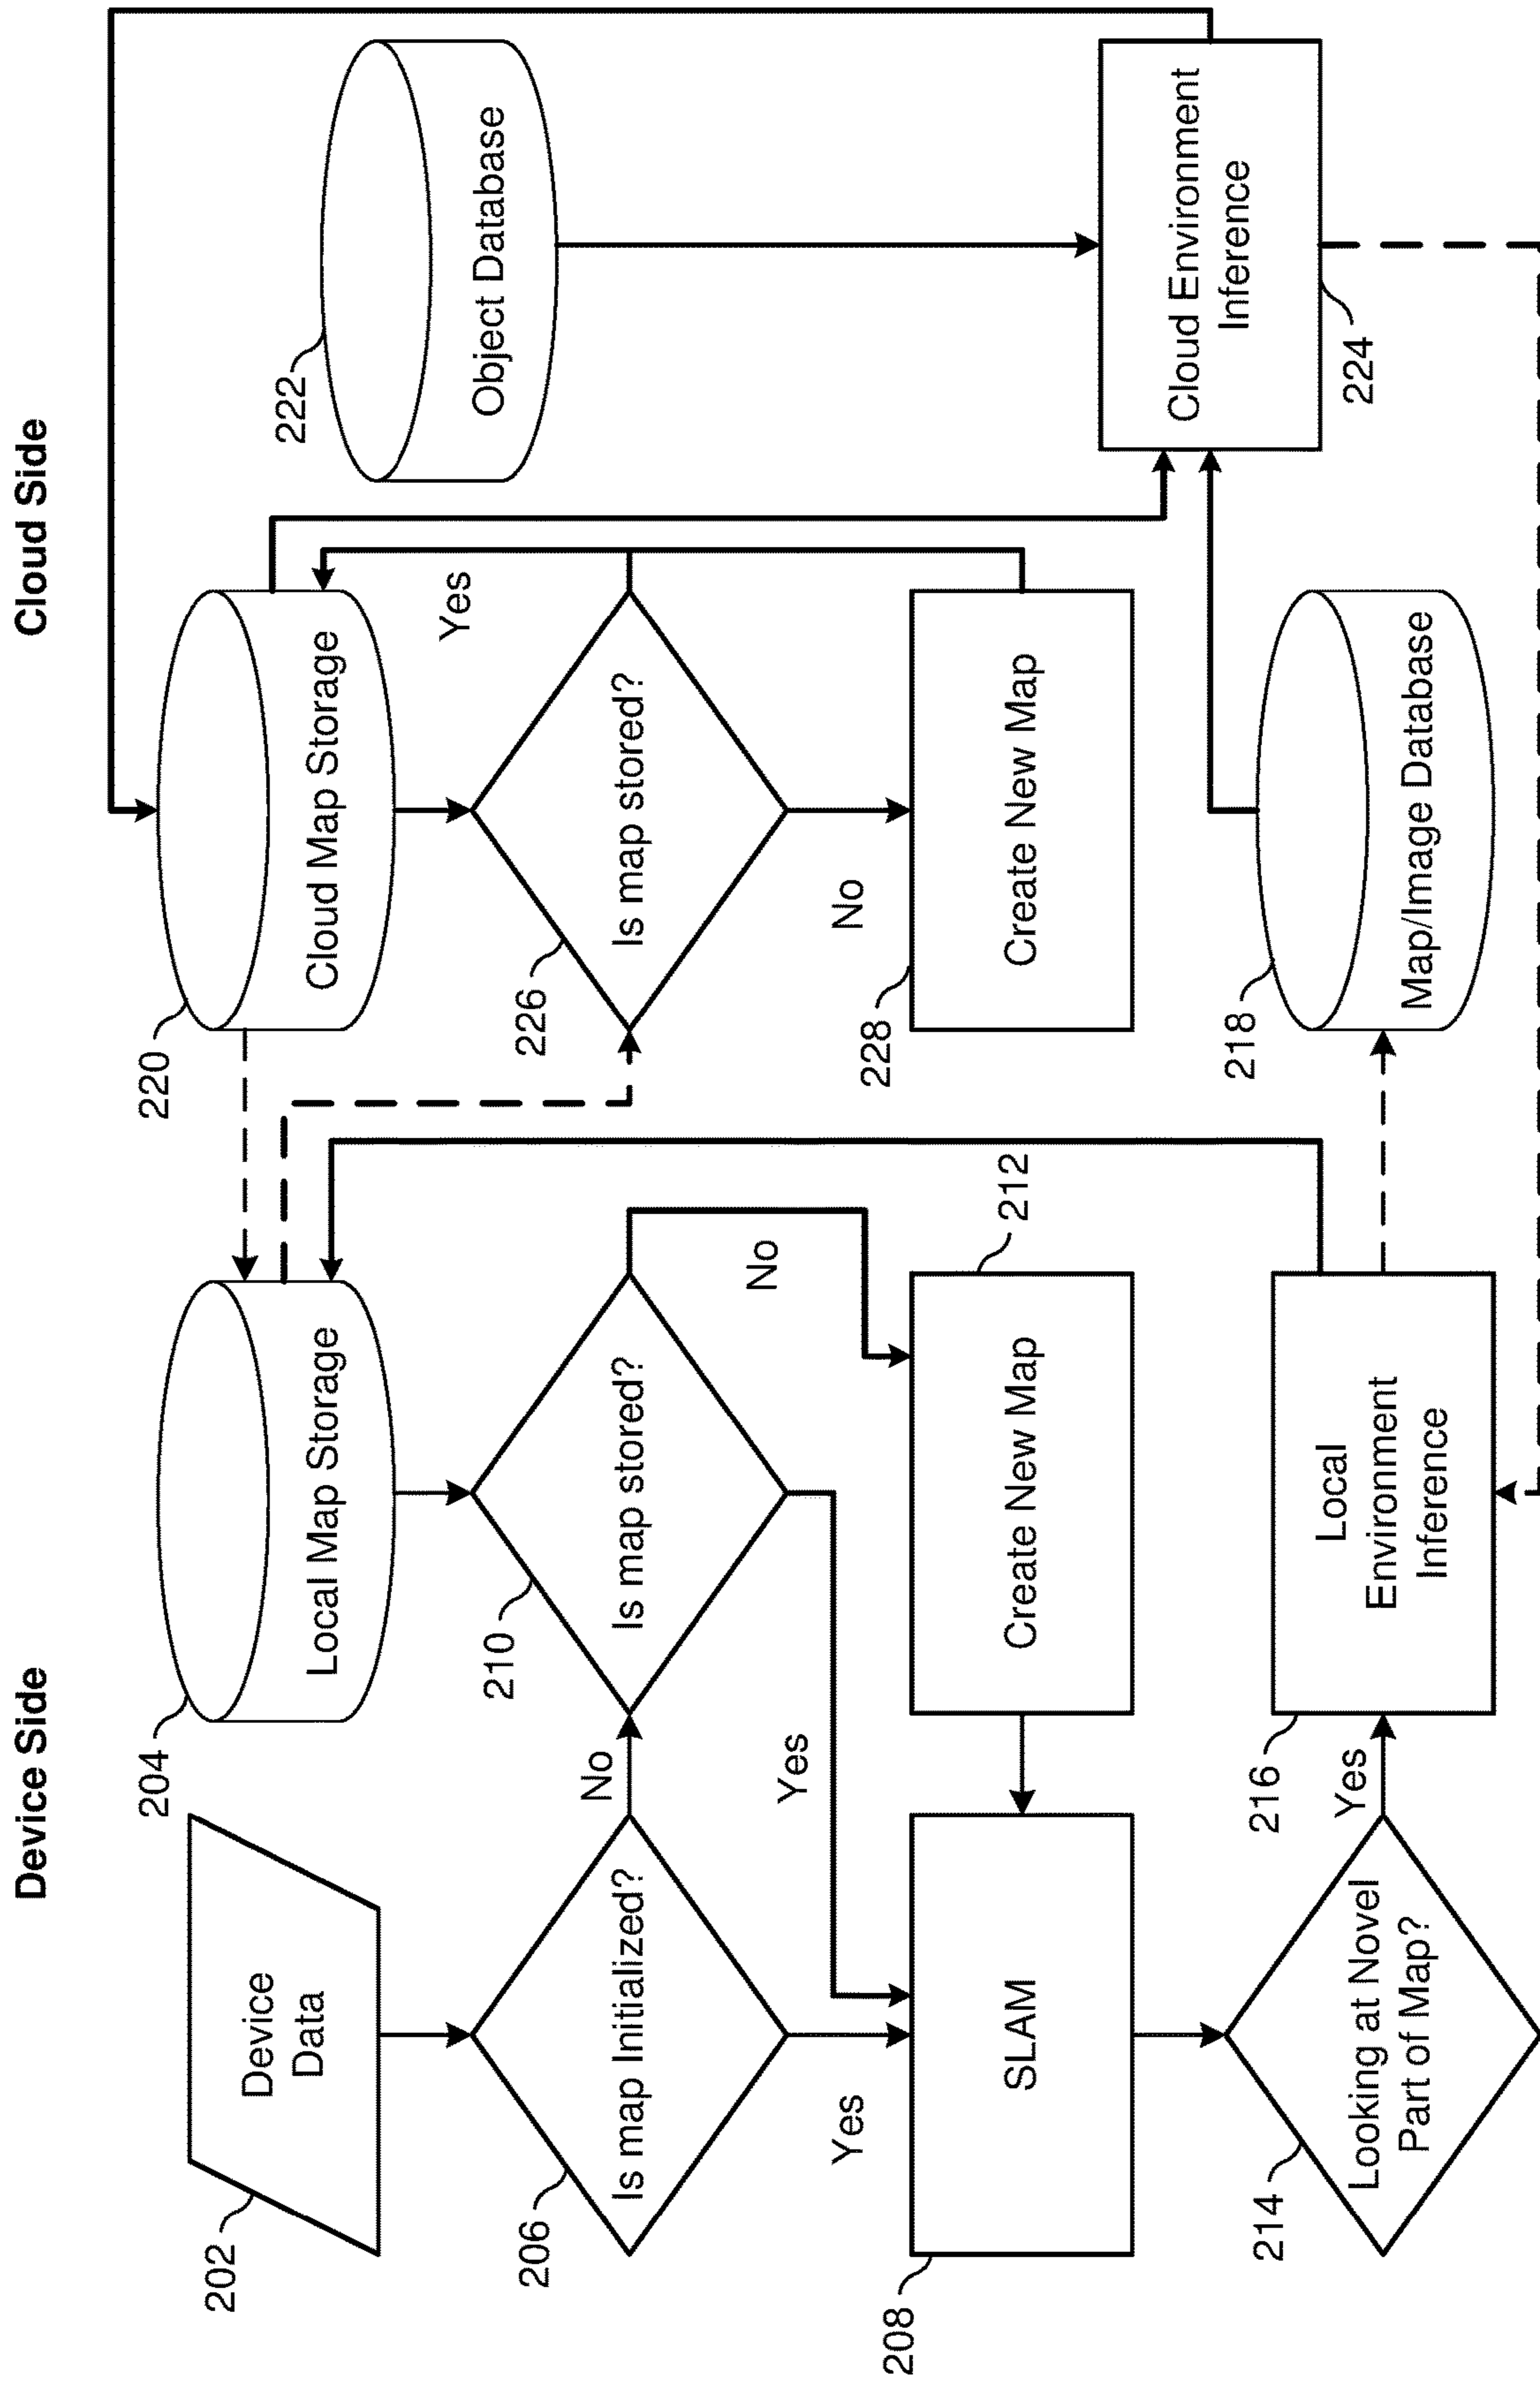 Device Side
Cloud Side
202
Device
Data
204
Local Map Storage
220
Cloud Map Storage
222
Object Database
206
Is map Initialized?
No
Yes
210
Is map stored?
No
Yes
226
Is map stored?
Yes
No
208
SLAM
212
Create New Map
228
Create New Map
224
Cloud Environment
Inference
214
Looking at Novel
Part of Map?
Yes
216
Local
Environment
Inference
218
Map/Image Database